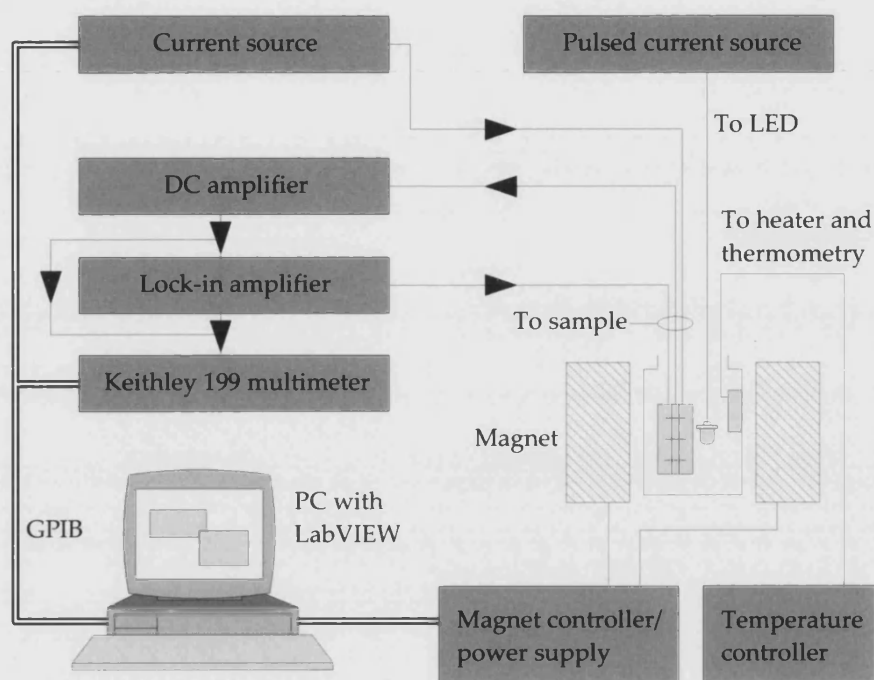 Current source
Pulsed current source
To LED
DC amplifier
To heater and
thermometry
Lock-in amplifier
To sample
Keithley 199 multimeter
Magnet
PC with
LabVIEW
GPIB
Magnet controller/
power supply
Temperature
controller